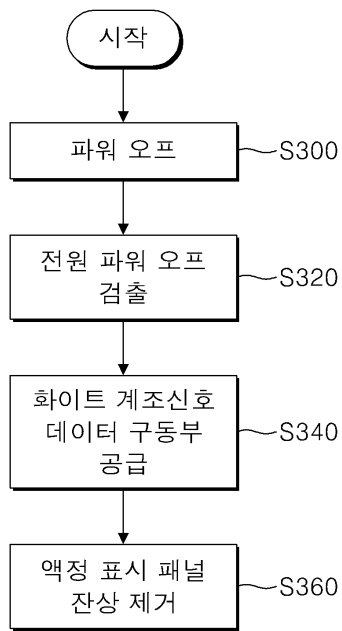 시작
파워 오프
S300
전원 파워 오프
검출
S320
화이트 계조신호
데이터 구동부
공급
S340
액정 표시 패널
잔상 제거
S360